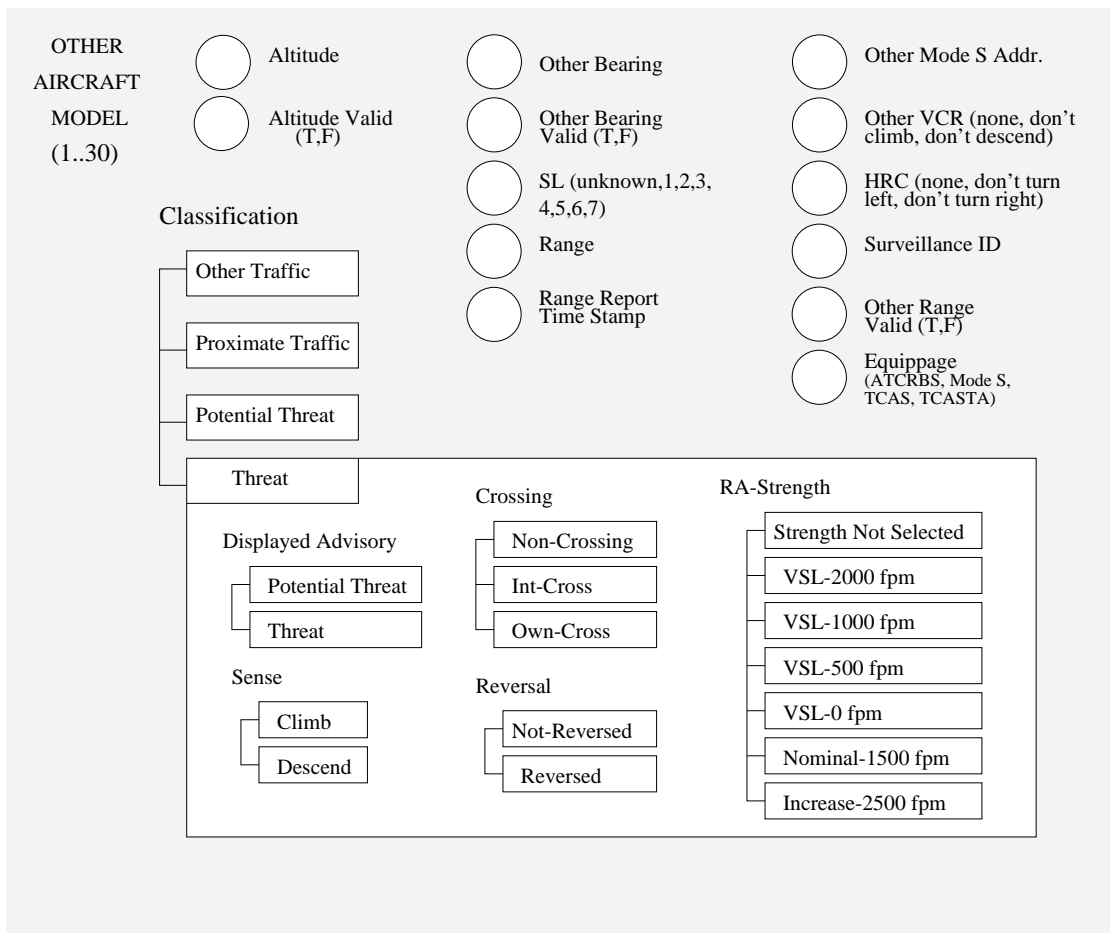 OTHER
AIRCRAFT
MODEL
(1..30)
Altitude
Altitude Valid
(T,F)
Other Bearing
Other Bearing
Valid (T,F)
SL (unknown,1,2,3,
4,5,6,7)
Range
Range Report
Time Stamp
Other Mode S Addr.
Other VCR (none, don't
climb, don't descend)
HRC (none, don't turn
left, don't turn right)
Surveillance ID
Other Range
Valid (T,F)
Equippage
(ATCRBS, Mode S,
TCAS, TCASTA)
Classification
Other Traffic
Proximate Traffic
Potential Threat
Threat
Displayed Advisory
Potential Threat
Threat
Sense
Climb
Descend
Crossing
Non-Crossing
Int-Cross
Own-Cross
Reversal
Not-Reversed
Reversed
RA-Strength
Strength Not Selected
VSL-2000 fpm
VSL-1000 fpm
VSL-500 fpm
VSL-0 fpm
Nominal-1500 fpm
Increase-2500 fpm